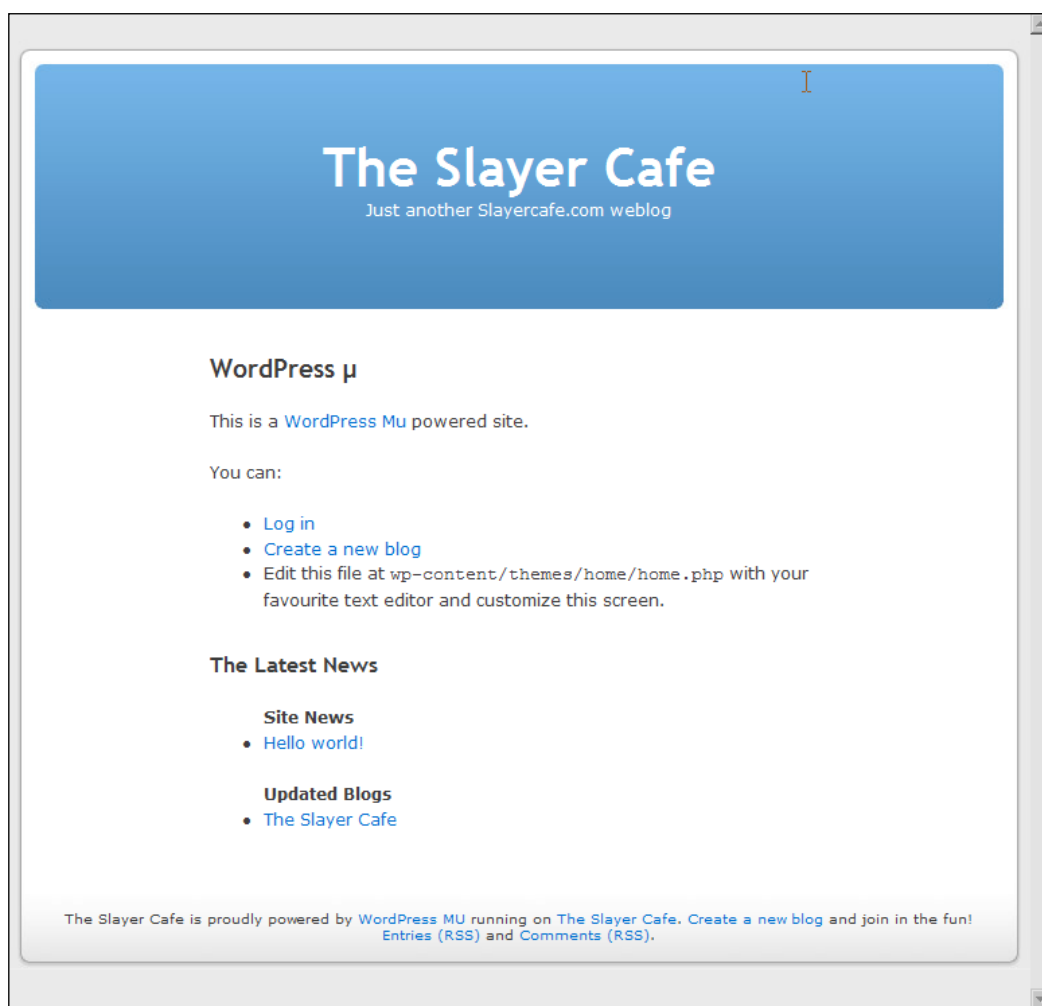 The Slayer Cafe
Just another Slayercafe.com weblog
WordPress µ
This is a WordPress Mu powered site.
You can:
• Log in
• Create a new blog
• Edit this file at wp-content/themes/home/home.php with your
favourite text editor and customize this screen.
The Latest News
Site News
• Hello world!
Updated Blogs
• The Slayer Cafe
The Slayer Cafe is proudly powered by WordPress MU running on The Slayer Cafe. Create a new blog and join in the fun!
Entries (RSS) and Comments (RSS).